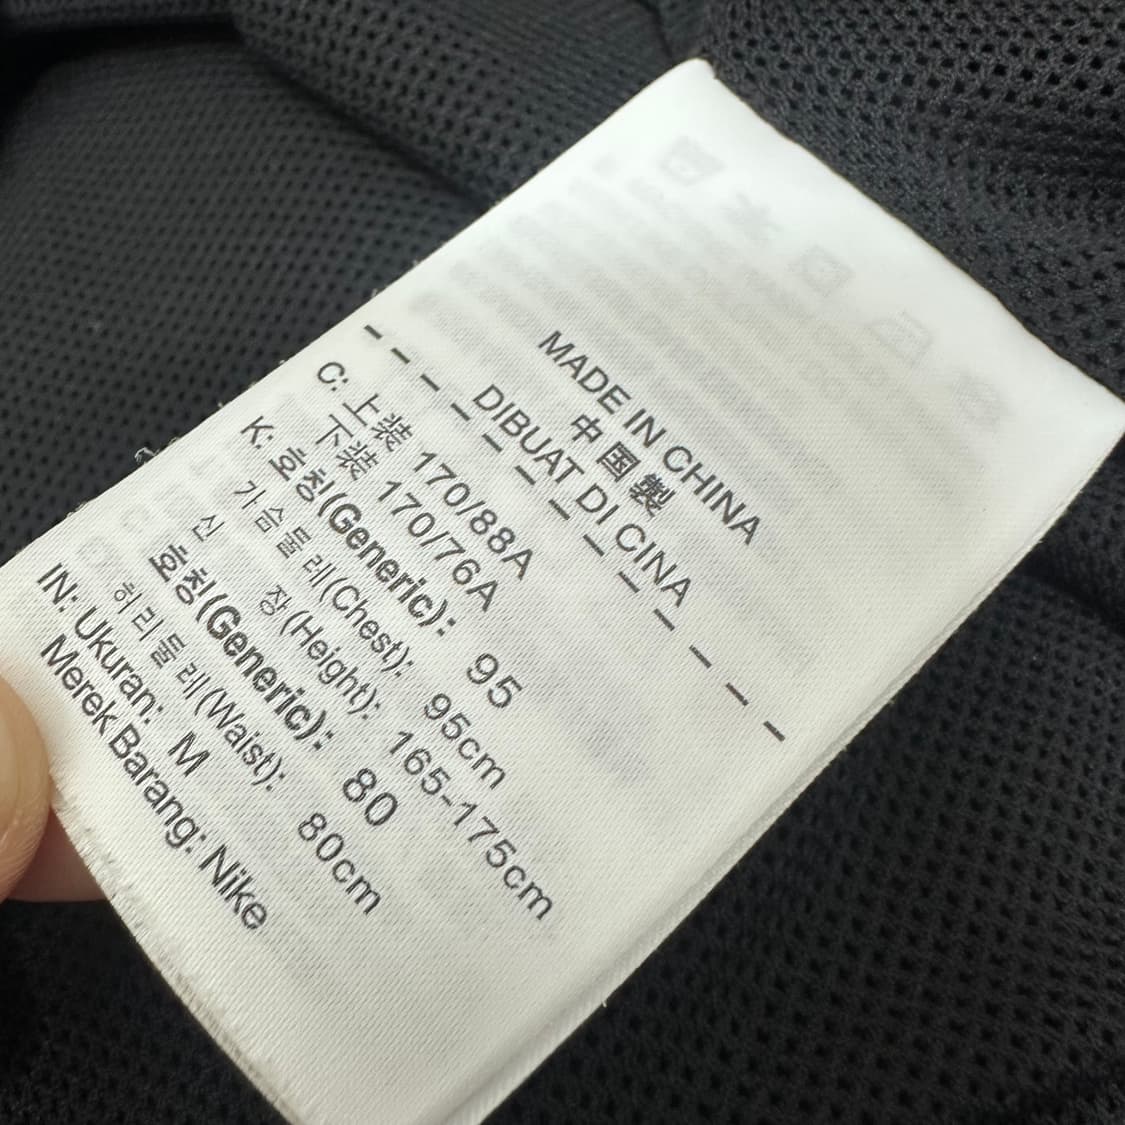 MADE IN CHINA
中国製
DIBUAT DI CINA
C: 上装 170/88A
下装 170/76A
K: 호칭(Generic): 95
가슴둘레(Chest): 95cm
신 장(Height): 165-175cm
호칭(Generic): 80
허리둘레(Waist): 80cm
IN: Ukuran: M
Merek Barang: Nike